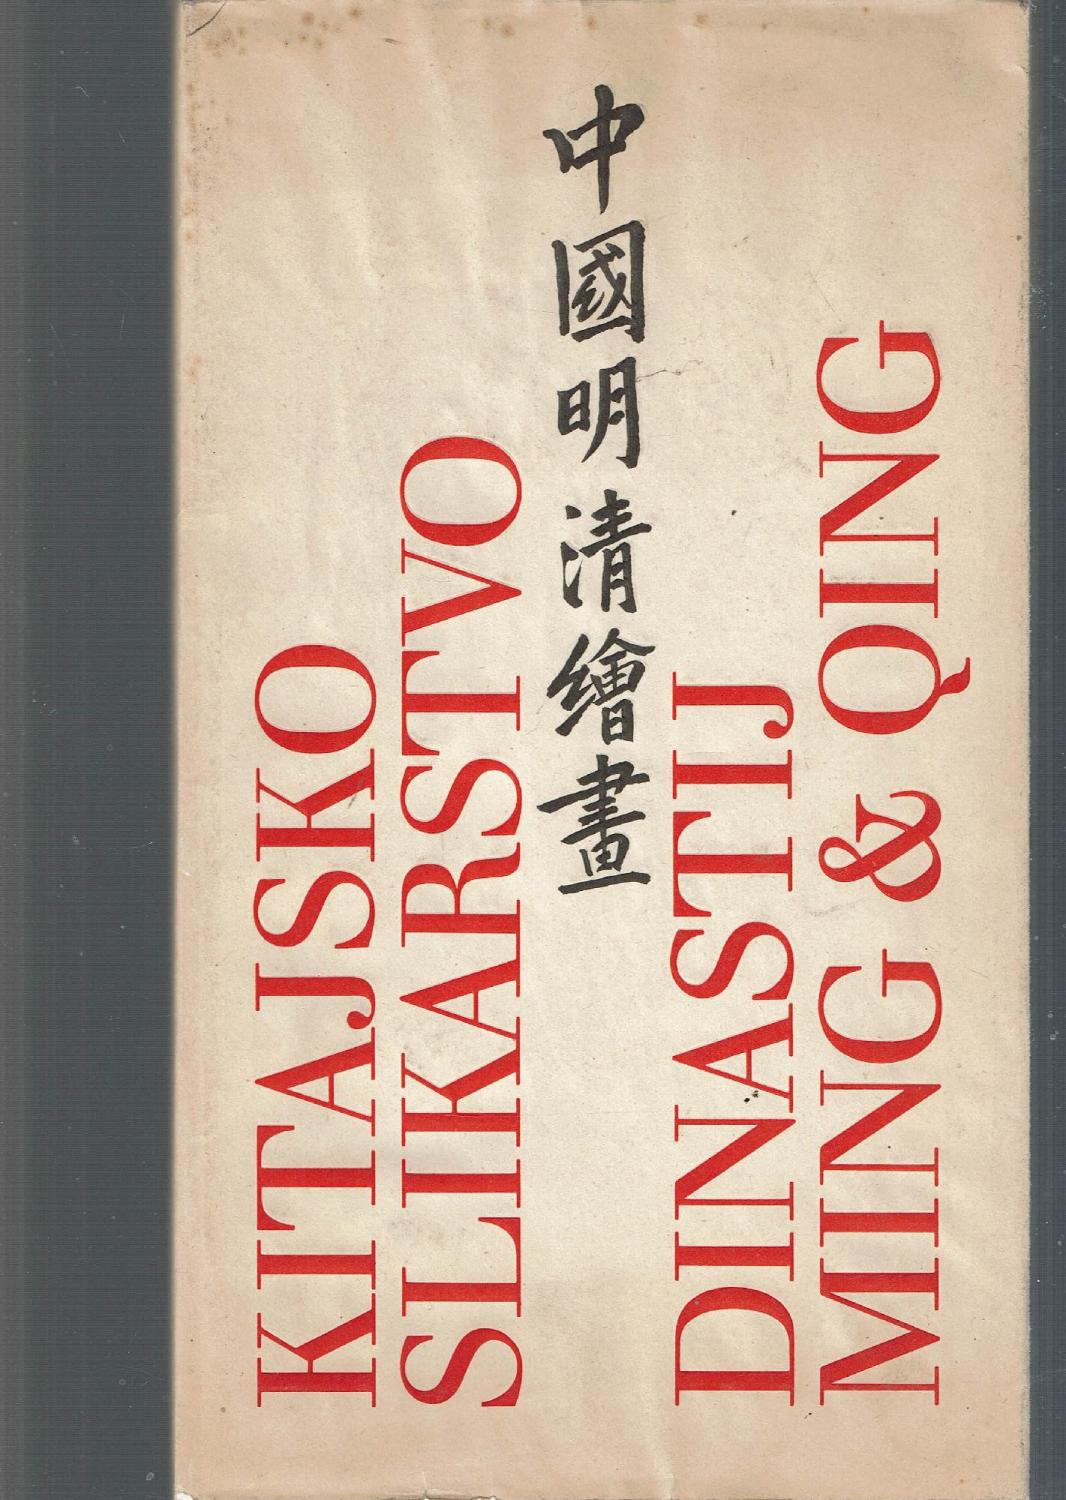 KITAJSKO
SLIKARSTVO
中國明清繪畫
DINASTIJ
MING & QING